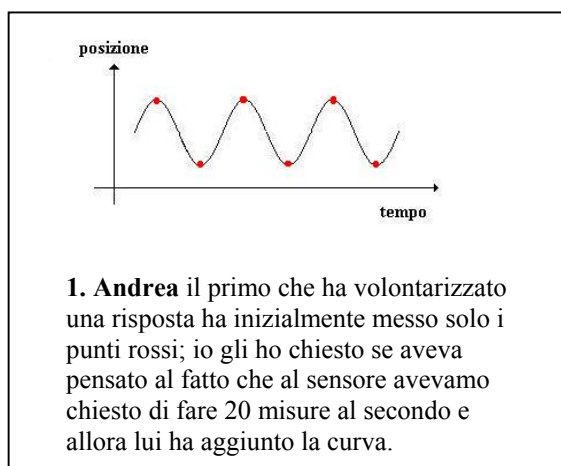 posizione
tempo
1. Andrea il primo che ha volontarizzato
una risposta ha inizialmente messo solo i
punti rossi; io gli ho chiesto se aveva
pensato al fatto che al sensore avevamo
chiesto di fare 20 misure al secondo e
allora lui ha aggiunto la curva.